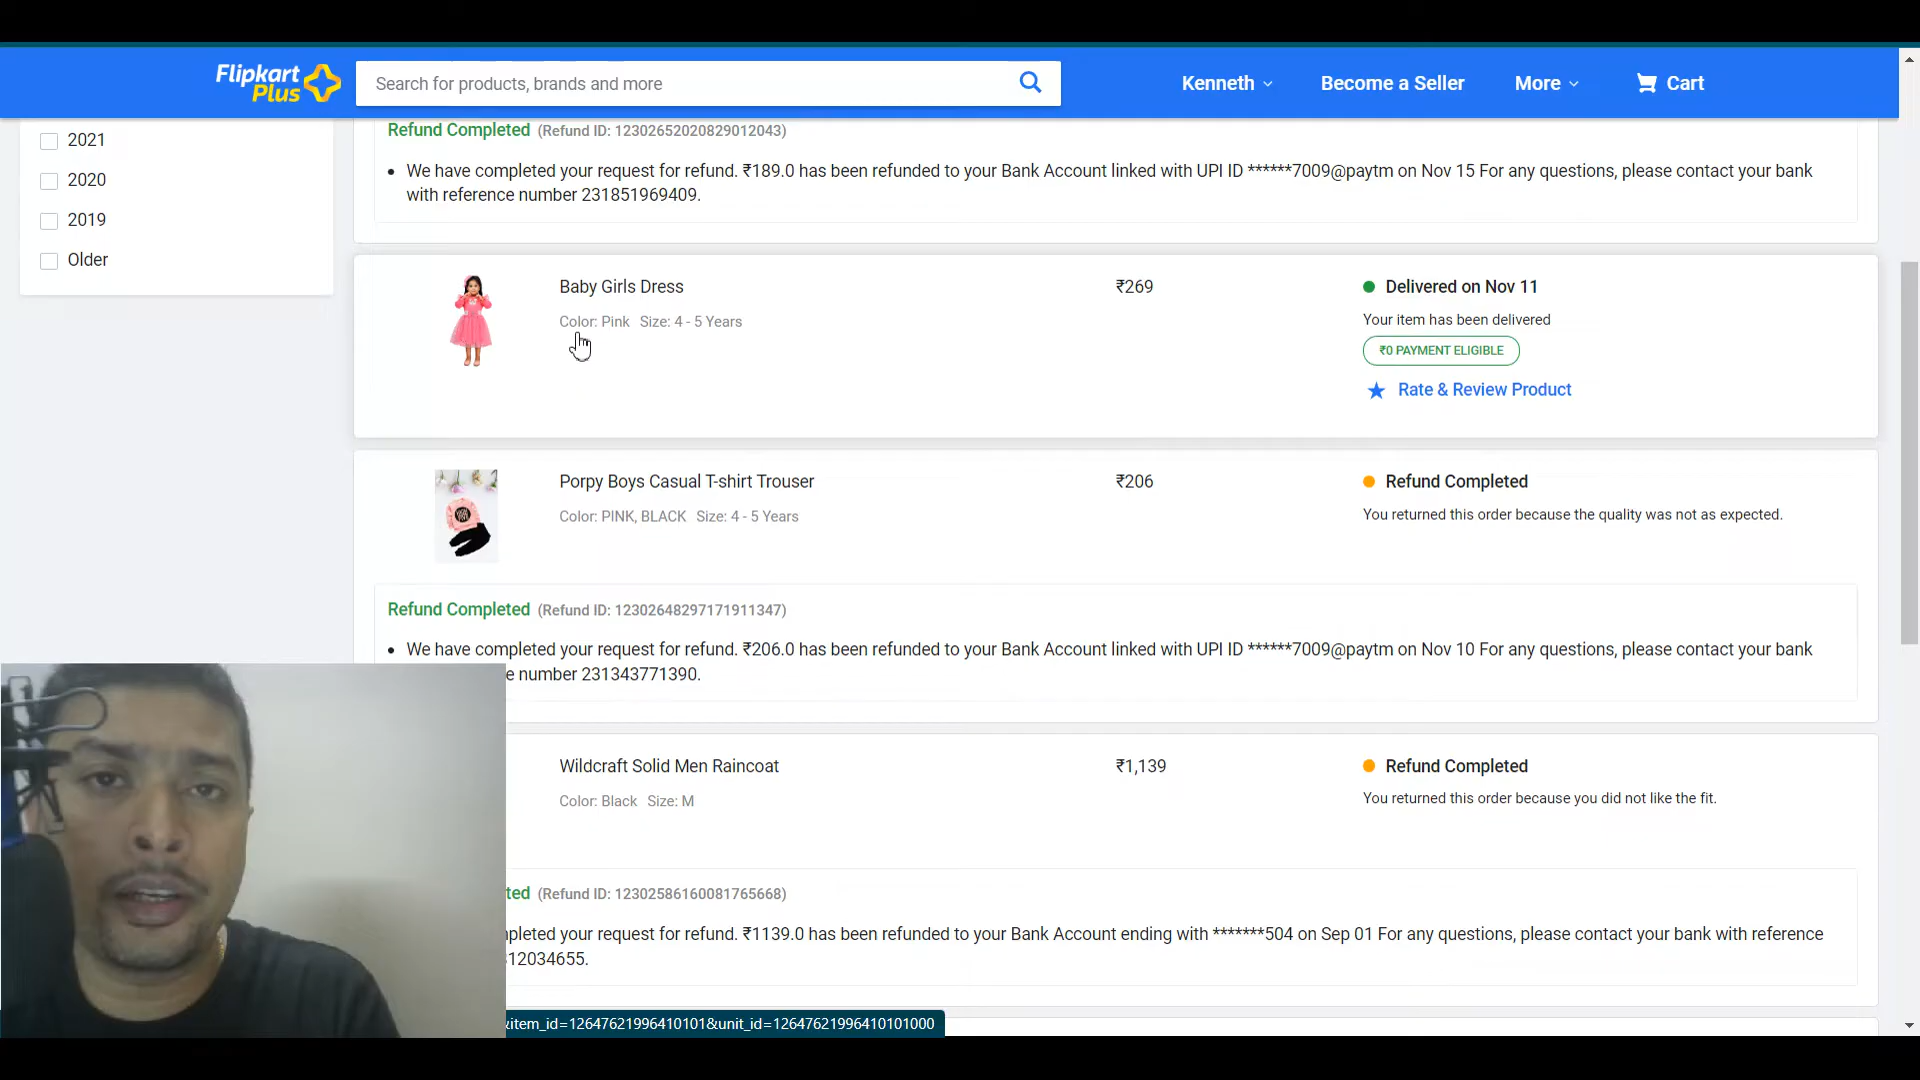 Flipkart
Plus
Search for products, brands and more
Kenneth
Become a Seller
More
Cart
2021
2020
2019
Older
Refund Completed (Refund ID: 12302652020829012043)
We have completed your request for refund. ₹189.0 has been refunded to your Bank Account linked with UPI ID ******7009@paytm on Nov 15 For any questions, please contact your bank
with reference number 231851969409.
Baby Girls Dress
₹269
Delivered on Nov 11
Color: Pink Size: 4 - 5 Years
Your item has been delivered
₹0 PAYMENT ELIGIBLE
Rate & Review Product
Porpy Boys Casual T-shirt Trouser
₹206
Refund Completed
Color: PINK, BLACK Size: 4 - 5 Years
You returned this order because the quality was not as expected.
Refund Completed (Refund ID: 12302648297171911347)
We have completed your request for refund. ₹206.0 has been refunded to your Bank Account linked with UPI ID ******7009@paytm on Nov 10 For any questions, please contact your bank
e number 231343771390.
Wildcraft Solid Men Raincoat
₹1,139
Refund Completed
Color: Black Size: M
You returned this order because you did not like the fit.
ted (Refund ID: 12302586160081765668)
pleted your request for refund. ₹1139.0 has been refunded to your Bank Account ending with *******504 on Sep 01 For any questions, please contact your bank with reference
12034655.
item_id=12647621996410101&unit_id=12647621996410101000